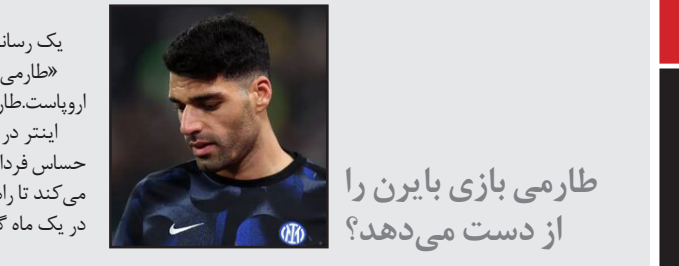 طارمی بازی بایرن را
از دست می‌دهد؟
یک رسان
«طارمی
اروپاست.طار
اینتر در
حساس فردا
می‌کند تا را
در یک ماه گ